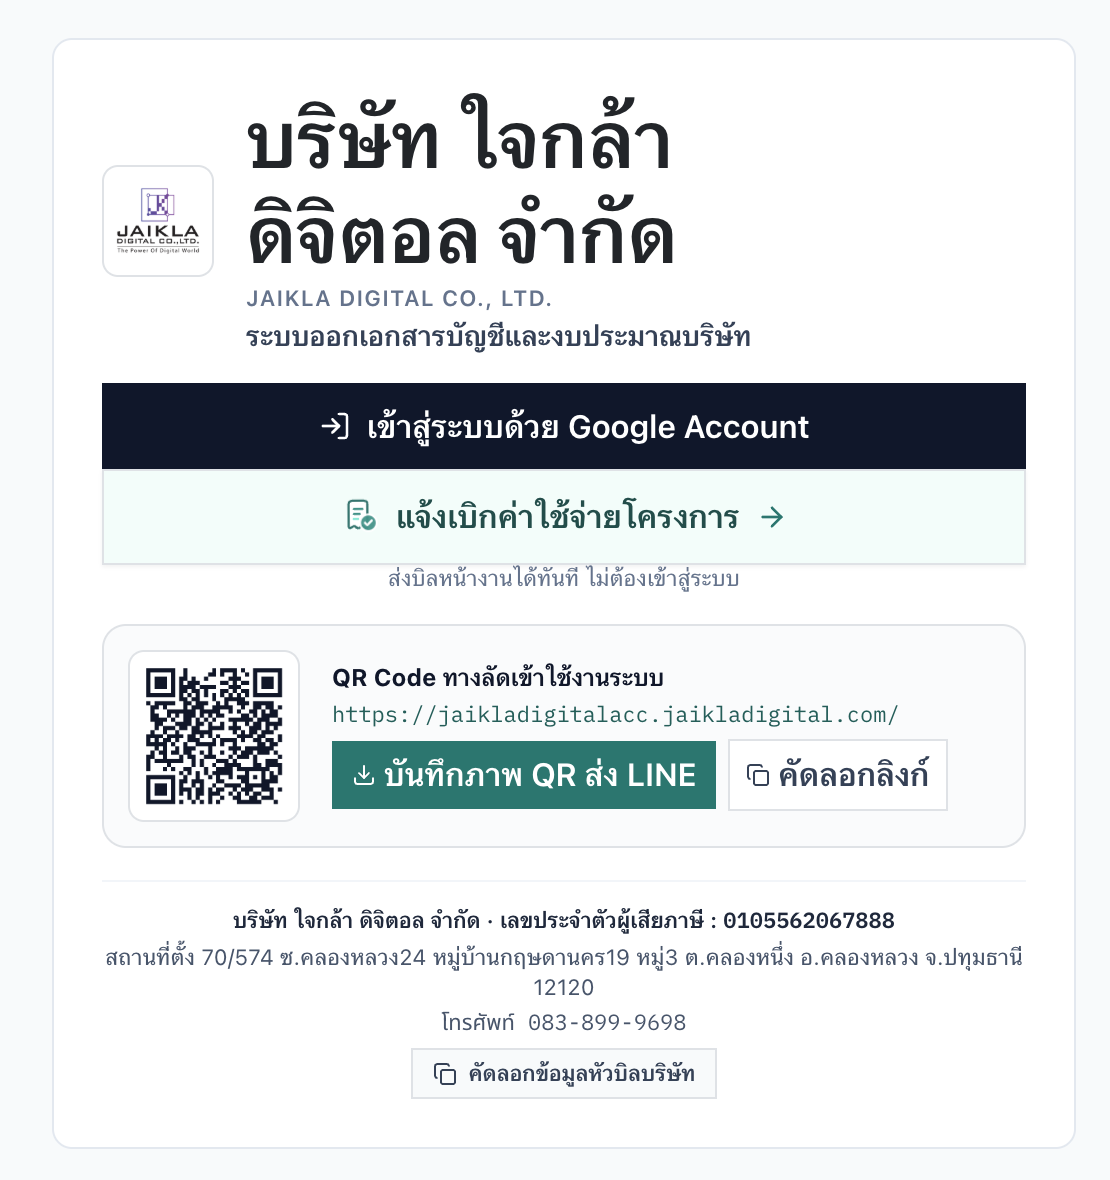 บริษัท ใจกล้า
ดิจิตอล จำกัด
JAIKLA
DIGITAL CO.,LTD.
The Power Of Digital World
JAIKLA DIGITAL CO., LTD.
ระบบออกเอกสารบัญชีและงบประมาณบริษัท
เข้าสู่ระบบด้วย Google Account
แจ้งเบิกค่าใช้จ่ายโครงการ
ส่งบิลหน้างานได้ทันที ไม่ต้องเข้าสู่ระบบ
QR Code ทางลัดเข้าใช้งานระบบ
https://jaikladigitalacc.jaikladigital.com/
บันทึกภาพ QR ส่ง LINE
คัดลอกลิงก์
บริษัท ใจกล้า ดิจิตอล จำกัด · เลขประจำตัวผู้เสียภาษี : 0105562067888
สถานที่ตั้ง 70/574 ซ.คลองหลวง24 หมู่บ้านกฤษดานคร19 หมู่3 ต.คลองหนึ่ง อ.คลองหลวง จ.ปทุมธานี
12120
โทรศัพท์ 083-899-9698
คัดลอกข้อมูลหัวบิลบริษัท